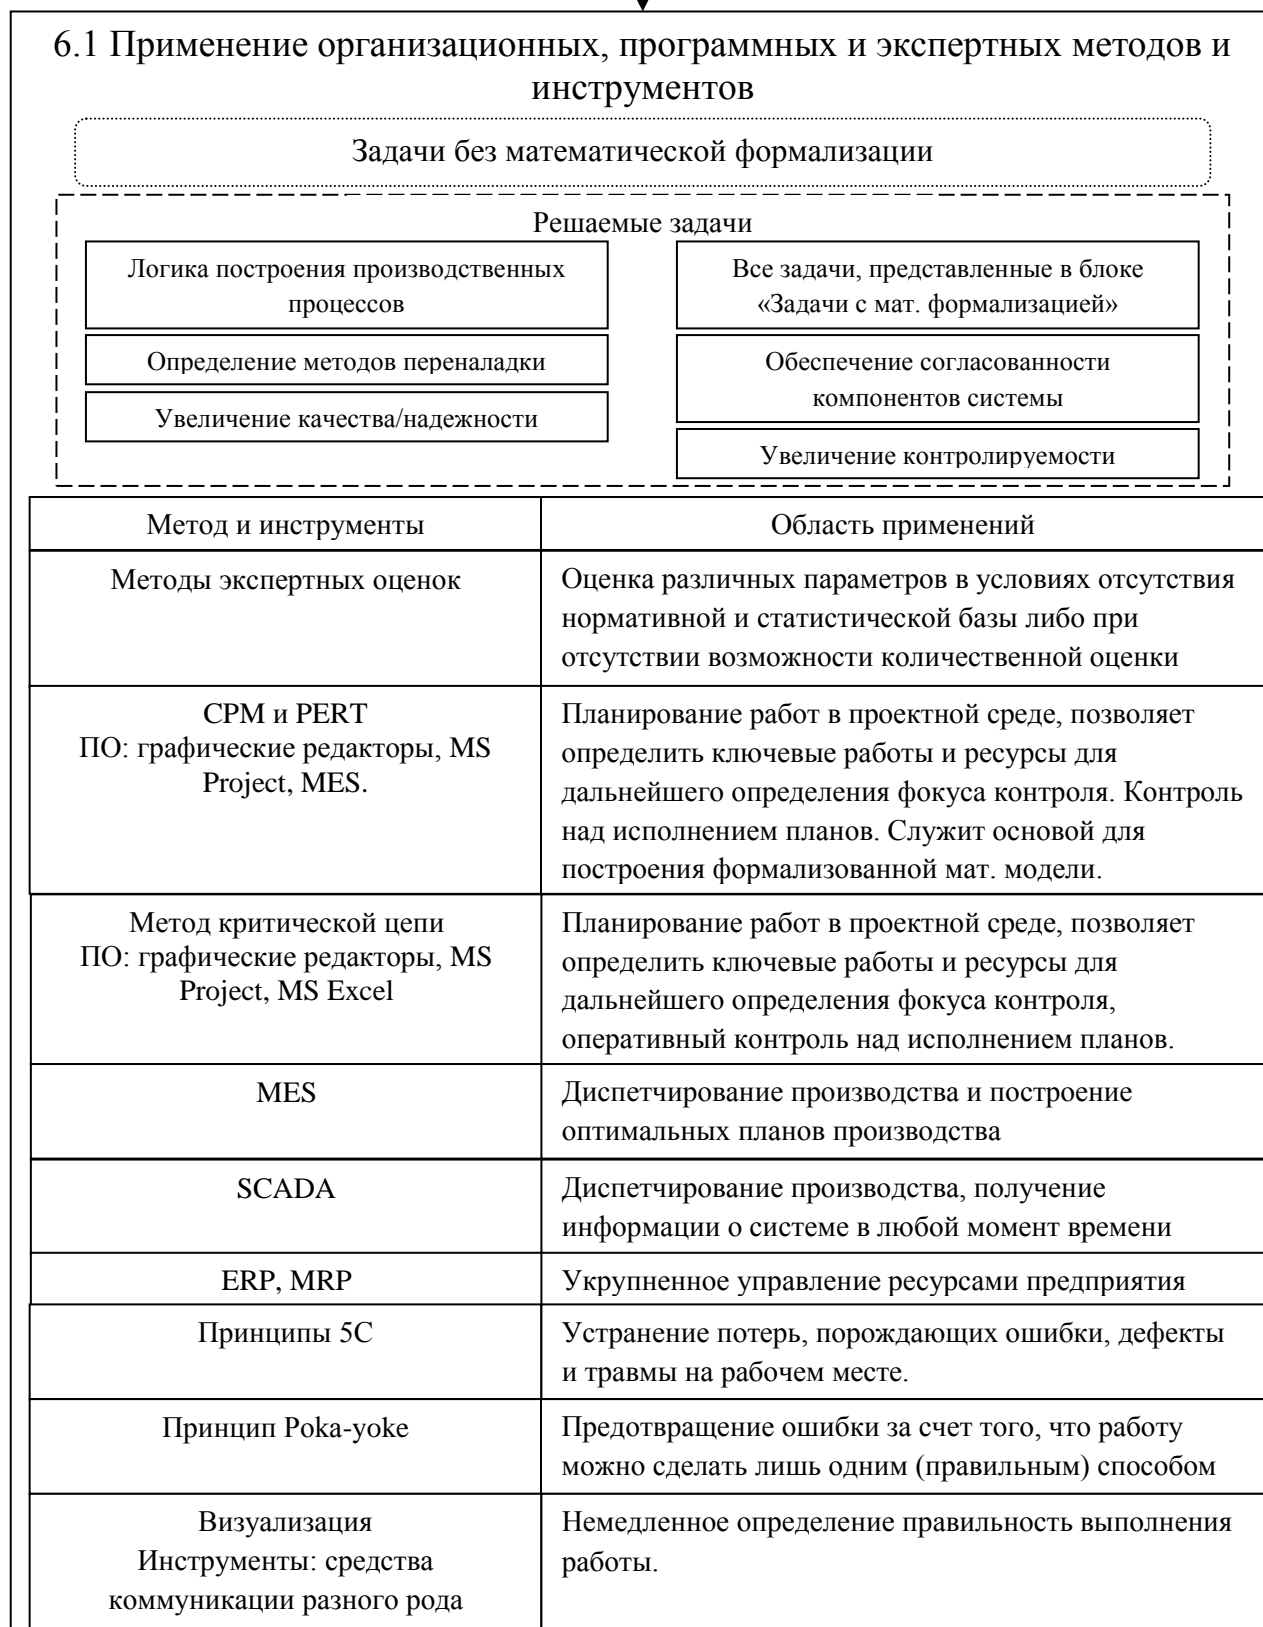 6.1 Применение организационных, программных и экспертных методов и
инструментов
Задачи без математической формализации
Решаемые задачи
Логика построения производственных
процессов
Определение методов переналадки
Увеличение качества/надежности
Все задачи, представленные в блоке
«Задачи с мат. формализацией»
Обеспечение согласованности
компонентов системы
Увеличение контролируемости
Метод и инструменты
Область применений
Методы экспертных оценок
Оценка различных параметров в условиях отсутствия
нормативной и статистической базы либо при
отсутствии возможности количественной оценки
CPM и PERT
ПО: графические редакторы, MS
Project, MES.
Планирование работ в проектной среде, позволяет
определить ключевые работы и ресурсы для
дальнейшего определения фокуса контроля. Контроль
над исполнением планов. Служит основой для
построения формализованной мат. модели.
Метод критической цепи
ПО: графические редакторы, MS
Project, MS Excel
Планирование работ в проектной среде, позволяет
определить ключевые работы и ресурсы для
дальнейшего определения фокуса контроля,
оперативный контроль над исполнением планов.
MES
Диспетчирование производства и построение
оптимальных планов производства
SCADA
Диспетчирование производства, получение
информации о системе в любой момент времени
ERP, MRP
Укрупненное управление ресурсами предприятия
Принципы 5С
Устранение потерь, порождающих ошибки, дефекты
и травмы на рабочем месте.
Принцип Poka-yoke
Предотвращение ошибки за счет того, что работу
можно сделать лишь одним (правильным) способом
Визуализация
Инструменты: средства
коммуникации разного рода
Немедленное определение правильность выполнения
работы.